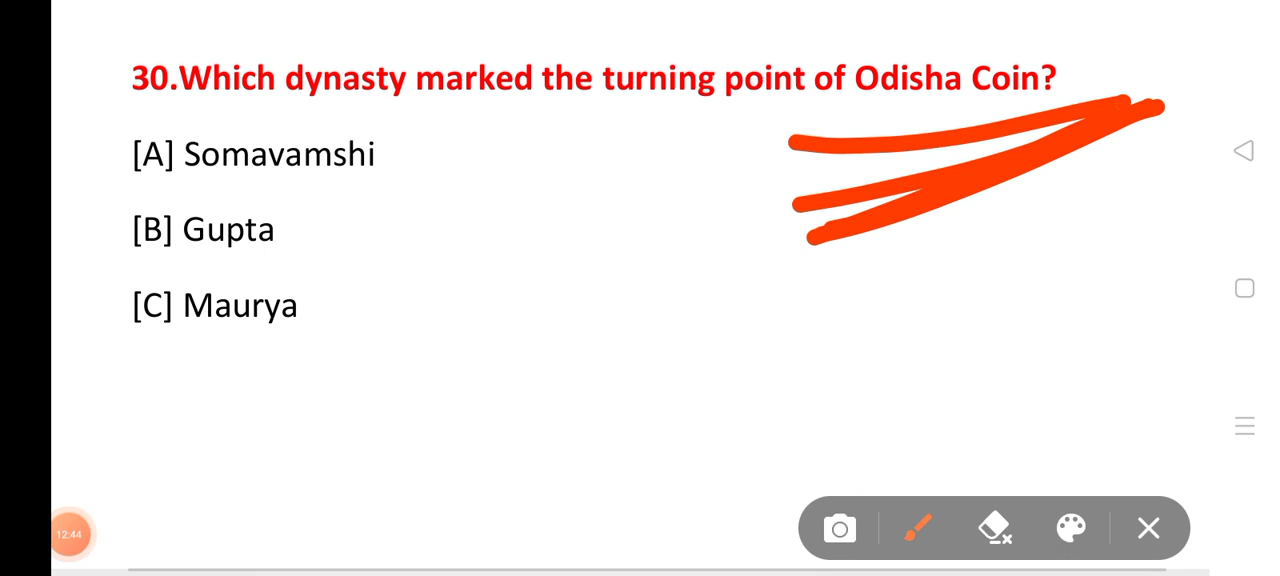 30.Which dynasty marked the turning point of Odisha Coin?
[A] Somavamshi
[B] Gupta
[C] Maurya
12:44